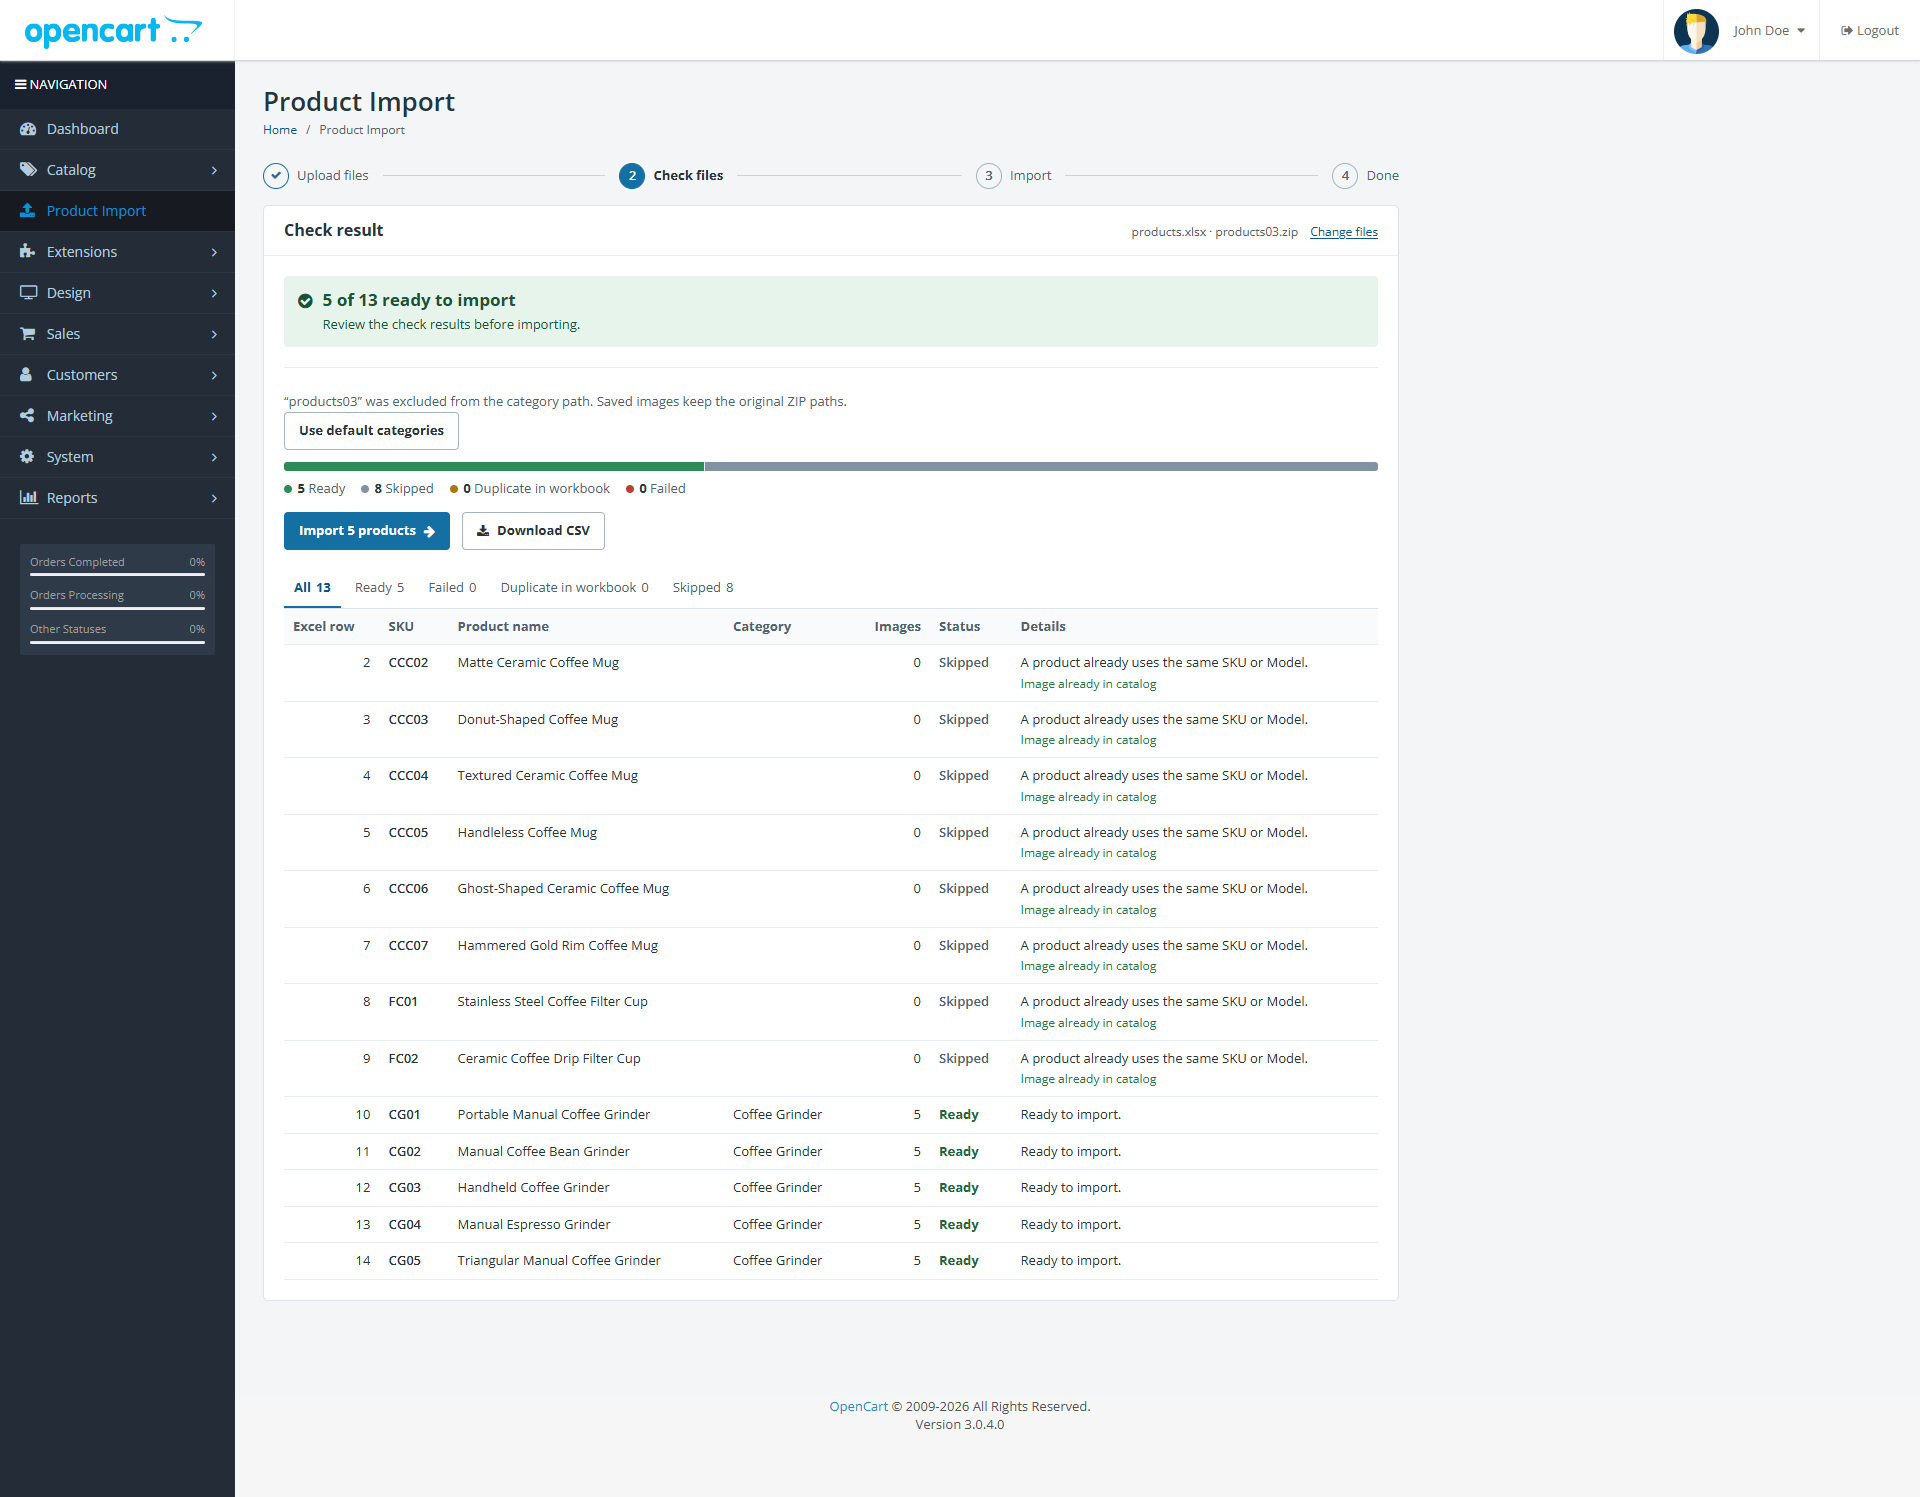 opencart
John Doe
Logout
NAVIGATION
Dashboard
Catalog
Product Import
Extensions
Design
Sales
Customers
Marketing
System
Reports
Orders Completed 0%
Orders Processing 0%
Other Statuses 0%
Product Import
Home / Product Import
Upload files
2 Check files
3 Import
4 Done
Check result
products.xlsx · products03.zip Change files
5 of 13 ready to import
Review the check results before importing.
“products03” was excluded from the category path. Saved images keep the original ZIP paths.
Use default categories
5 Ready 8 Skipped 0 Duplicate in workbook 0 Failed
Import 5 products Download CSV
All 13 Ready 5 Failed 0 Duplicate in workbook 0 Skipped 8
Excel row SKU Product name Category Images Status Details
2 CCC02 Matte Ceramic Coffee Mug 0 Skipped A product already uses the same SKU or Model.
Image already in catalog
3 CCC03 Donut-Shaped Coffee Mug 0 Skipped A product already uses the same SKU or Model.
Image already in catalog
4 CCC04 Textured Ceramic Coffee Mug 0 Skipped A product already uses the same SKU or Model.
Image already in catalog
5 CCC05 Handleless Coffee Mug 0 Skipped A product already uses the same SKU or Model.
Image already in catalog
6 CCC06 Ghost-Shaped Ceramic Coffee Mug 0 Skipped A product already uses the same SKU or Model.
Image already in catalog
7 CCC07 Hammered Gold Rim Coffee Mug 0 Skipped A product already uses the same SKU or Model.
Image already in catalog
8 FC01 Stainless Steel Coffee Filter Cup 0 Skipped A product already uses the same SKU or Model.
Image already in catalog
9 FC02 Ceramic Coffee Drip Filter Cup 0 Skipped A product already uses the same SKU or Model.
Image already in catalog
10 CG01 Portable Manual Coffee Grinder Coffee Grinder 5 Ready Ready to import.
11 CG02 Manual Coffee Bean Grinder Coffee Grinder 5 Ready Ready to import.
12 CG03 Handheld Coffee Grinder Coffee Grinder 5 Ready Ready to import.
13 CG04 Manual Espresso Grinder Coffee Grinder 5 Ready Ready to import.
14 CG05 Triangular Manual Coffee Grinder Coffee Grinder 5 Ready Ready to import.
OpenCart © 2009-2026 All Rights Reserved.
Version 3.0.4.0